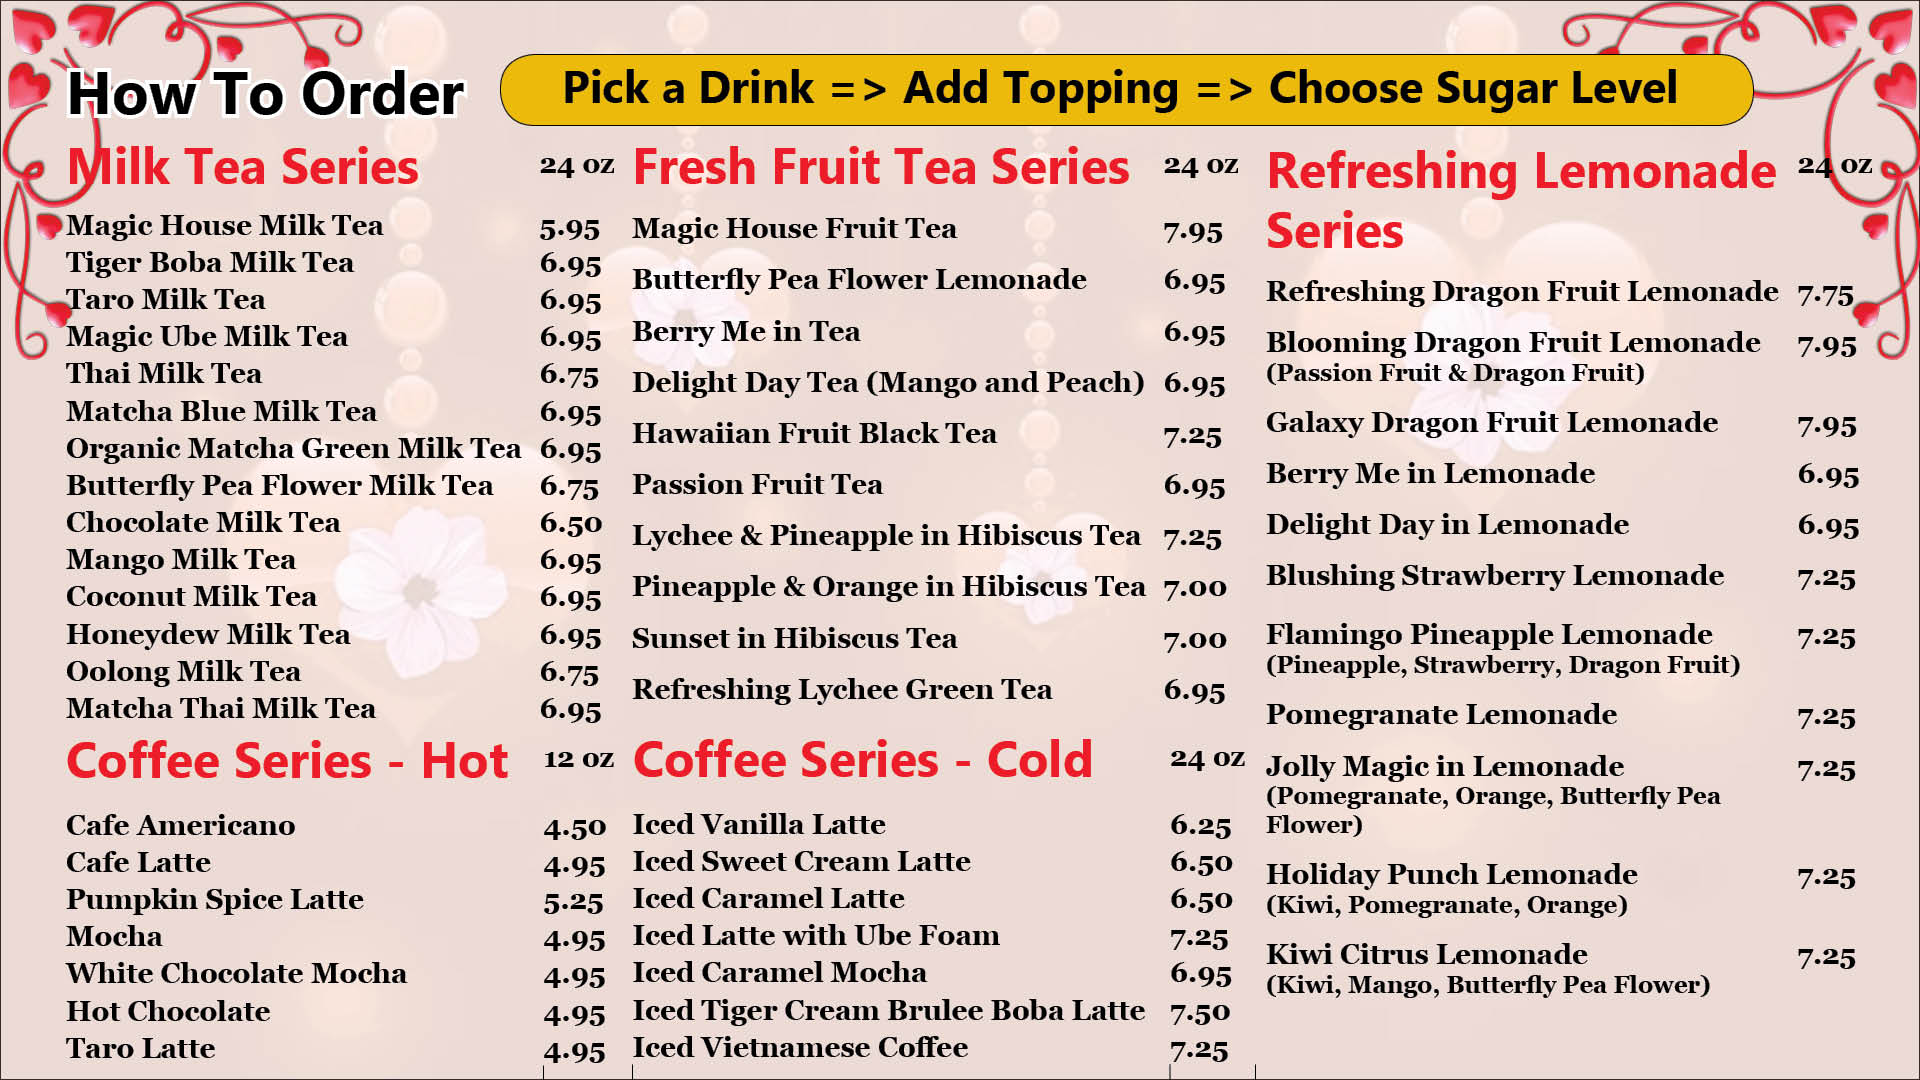 How To Order
Pick a Drink => Add Topping => Choose Sugar Level
Milk Tea Series 24 oz
Magic House Milk Tea 5.95
Tiger Boba Milk Tea 6.95
Taro Milk Tea 6.95
Magic Ube Milk Tea 6.95
Thai Milk Tea 6.75
Matcha Blue Milk Tea 6.95
Organic Matcha Green Milk Tea 6.95
Butterfly Pea Flower Milk Tea 6.75
Chocolate Milk Tea 6.50
Mango Milk Tea 6.95
Coconut Milk Tea 6.95
Honeydew Milk Tea 6.95
Oolong Milk Tea 6.75
Matcha Thai Milk Tea 6.95
Coffee Series - Hot 12 oz
Cafe Americano 4.50
Cafe Latte 4.95
Pumpkin Spice Latte 5.25
Mocha 4.95
White Chocolate Mocha 4.95
Hot Chocolate 4.95
Taro Latte 4.95
Fresh Fruit Tea Series 24 oz
Magic House Fruit Tea 7.95
Butterfly Pea Flower Lemonade 6.95
Berry Me in Tea 6.95
Delight Day Tea (Mango and Peach) 6.95
Hawaiian Fruit Black Tea 7.25
Passion Fruit Tea 6.95
Lychee & Pineapple in Hibiscus Tea 7.25
Pineapple & Orange in Hibiscus Tea 7.00
Sunset in Hibiscus Tea 7.00
Refreshing Lychee Green Tea 6.95
Coffee Series - Cold 24 oz
Iced Vanilla Latte 6.25
Iced Sweet Cream Latte 6.50
Iced Caramel Latte 6.50
Iced Latte with Ube Foam 7.25
Iced Caramel Mocha 6.95
Iced Tiger Cream Brulee Boba Latte 7.50
Iced Vietnamese Coffee 7.25
Refreshing Lemonade 24 oz
Series
Refreshing Dragon Fruit Lemonade 7.75
Blooming Dragon Fruit Lemonade 7.95
(Passion Fruit & Dragon Fruit)
Galaxy Dragon Fruit Lemonade 7.95
Berry Me in Lemonade 6.95
Delight Day in Lemonade 6.95
Blushing Strawberry Lemonade 7.25
Flamingo Pineapple Lemonade 7.25
(Pineapple, Strawberry, Dragon Fruit)
Pomegranate Lemonade 7.25
Jolly Magic in Lemonade 7.25
(Pomegranate, Orange, Butterfly Pea
Flower)
Holiday Punch Lemonade 7.25
(Kiwi, Pomegranate, Orange)
Kiwi Citrus Lemonade 7.25
(Kiwi, Mango, Butterfly Pea Flower)